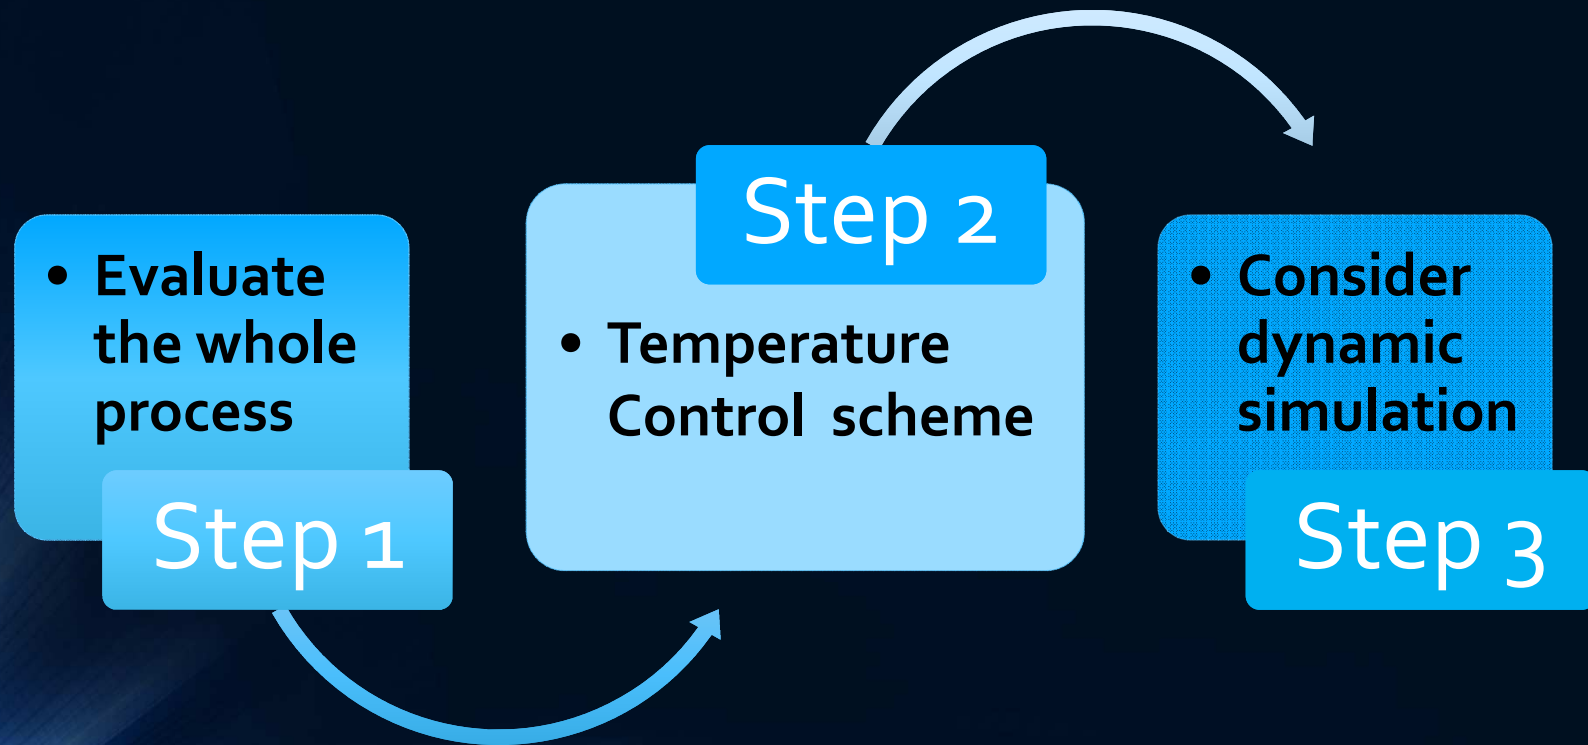 • Evaluate
the whole
process
Step 1
Step 2
• Temperature
Control scheme
• Consider
dynamic
simulation
Step 3